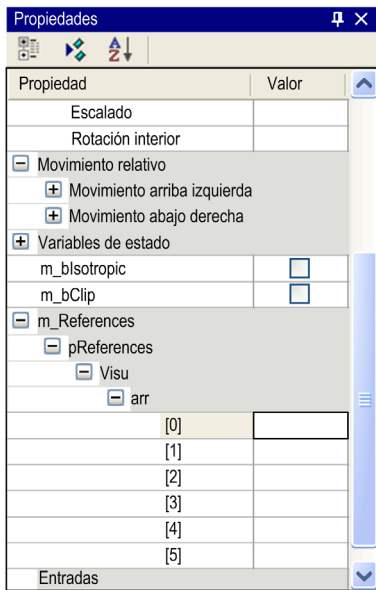 Propiedades
Propiedad Valor
Escalado
Rotación interior
Movimiento relativo
Movimiento arriba izquierda
Movimiento abajo derecha
Variables de estado
m_bIsotropic
m_bClip
m_References
pReferences
Visu
arr
[0]
[1]
[2]
[3]
[4]
[5]
Entradas